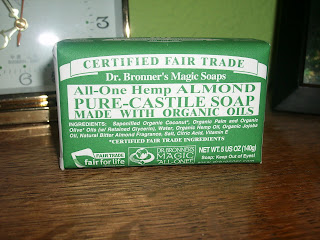 CERTIFIED FAIR TRADE
Dr. Bronner's Magic Soaps
All-One Hemp ALMOND
PURE-CASTILE SOAP
MADE WITH ORGANIC OILS
INGREDIENTS: Saponified Organic Coconut*, Organic Palm and Organic
Olive* Oils (w/ Retained Glycerin), Water, Organic Hemp Oil, Organic Jojoba
Oil, Natural Bitter Almond Fragrance, Salt, Citric Acid, Vitamin E
*CERTIFIED FAIR TRADE INGREDIENTS
FAIRTRADE
fair for life
DR. BRONNER'S
MAGIC
"ALL-ONE!"
NET WT. 5 US OZ (140g)
Soap: Keep Out of Eyes!
3